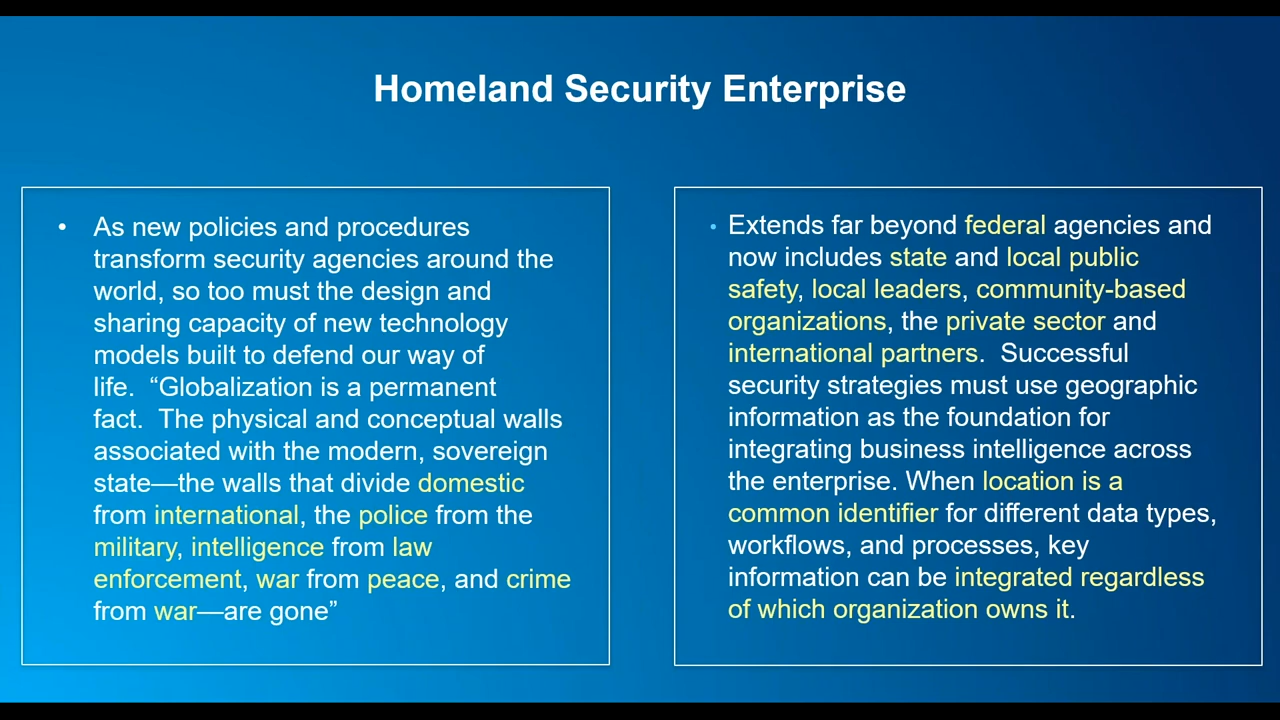 Homeland Security Enterprise
• As new policies and procedures
transform security agencies around the
world, so too must the design and
sharing capacity of new technology
models built to defend our way of
life.  “Globalization is a permanent
fact.  The physical and conceptual walls
associated with the modern, sovereign
state—the walls that divide domestic
from international, the police from the
military, intelligence from law
enforcement, war from peace, and crime
from war—are gone”
• Extends far beyond federal agencies and
now includes state and local public
safety, local leaders, community-based
organizations, the private sector and
international partners.  Successful
security strategies must use geographic
information as the foundation for
integrating business intelligence across
the enterprise. When location is a
common identifier for different data types,
workflows, and processes, key
information can be integrated regardless
of which organization owns it.